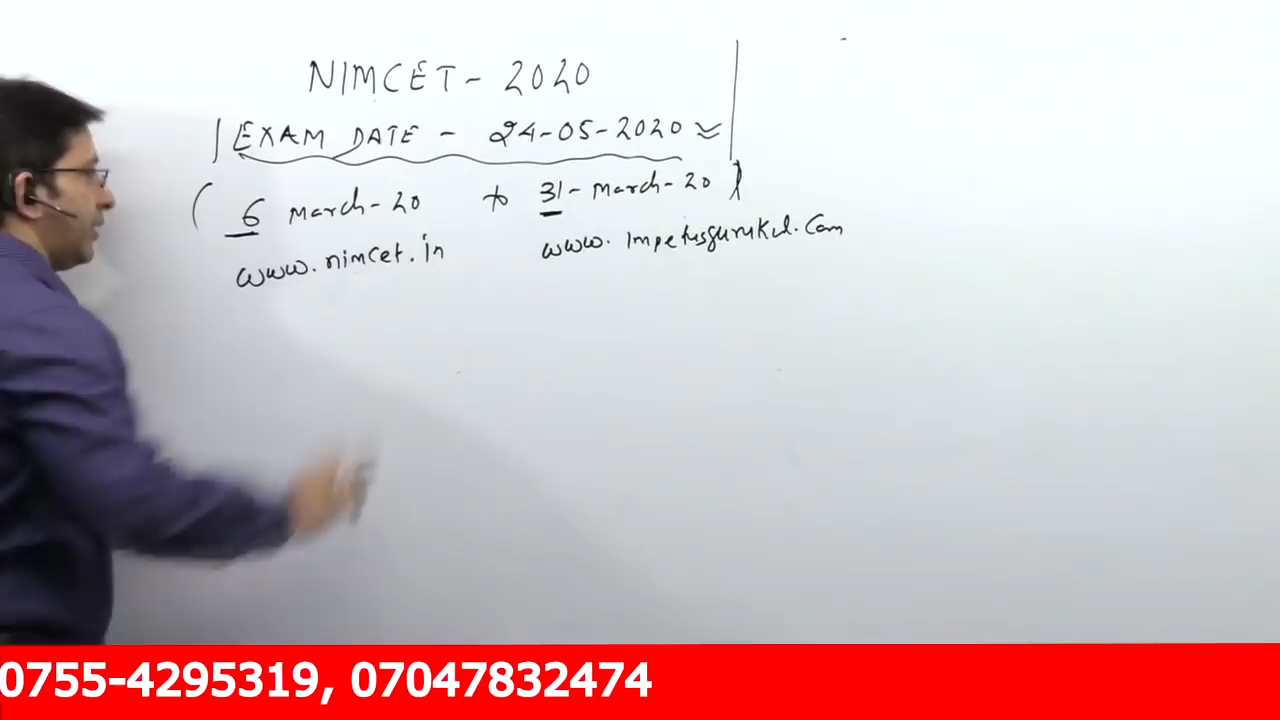 NIMCET - 2020
EXAM DATE - 24-05-2020
( 6 March-20 to 31-March-20 )
www.nimcet.in www.impetusgurukul.com
0755-4295319, 07047832474